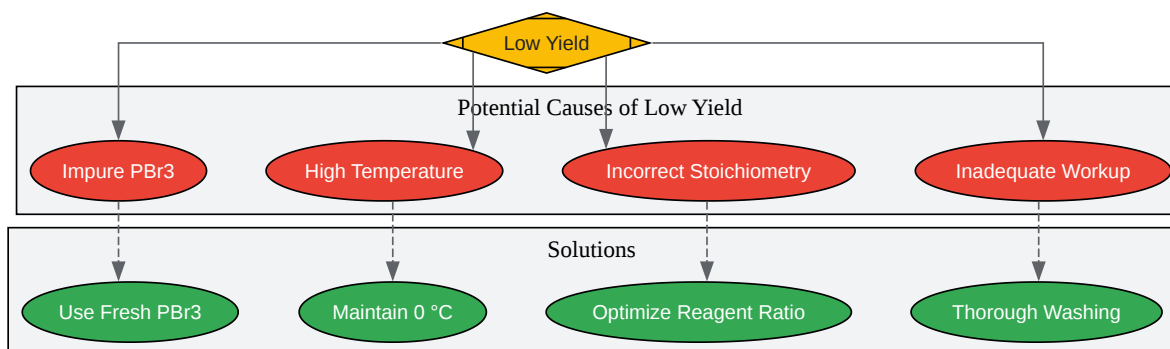 Low Yield
Potential Causes of Low Yield
Impure PBr3
High Temperature
Incorrect Stoichiometry
Inadequate Workup
Solutions
Use Fresh PBr3
Maintain 0 °C
Optimize Reagent Ratio
Thorough Washing